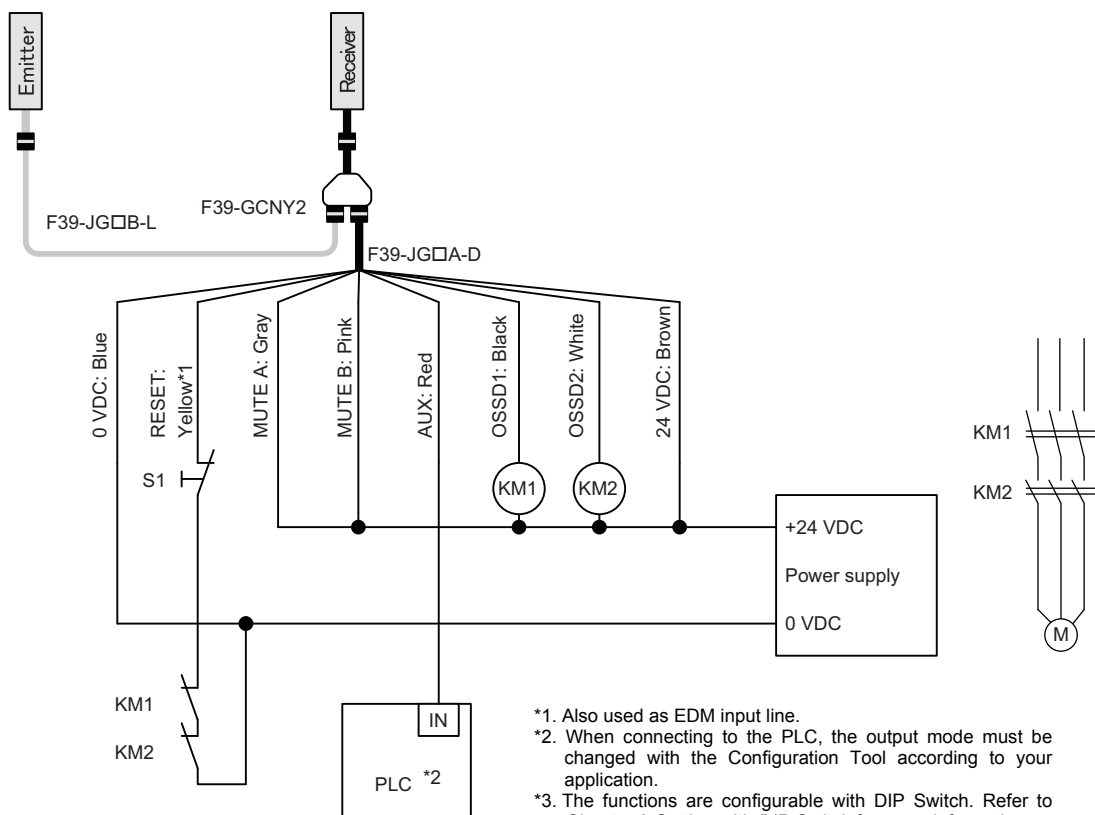 Emitter
Receiver
F39-JG□B-L
F39-GCNY2
F39-JG□A-D
0 VDC: Blue
RESET:
Yellow*1
MUTE A: Gray
MUTE B: Pink
AUX: Red
OSSD1: Black
OSSD2: White
24 VDC: Brown
S1
KM1
KM2
KM1
KM2
+24 VDC
Power supply
0 VDC
M
KM1
KM2
IN
PLC *2
*1. Also used as EDM input line.
*2. When connecting to the PLC, the output mode must be
changed with the Configuration Tool according to your
application.
*3. The functions are configurable with DIP Switch. Refer to